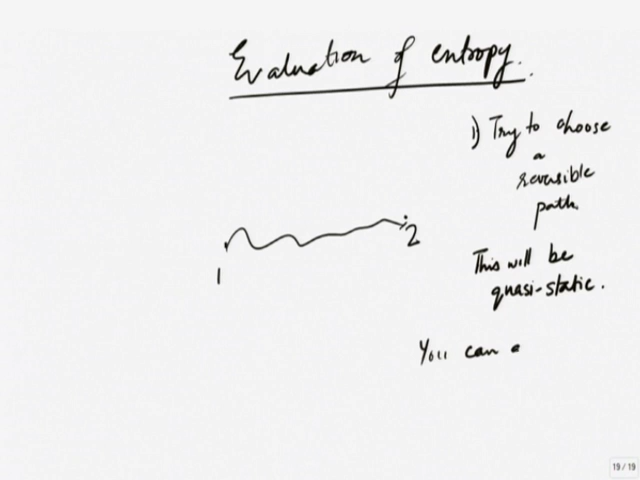 Evaluation of entropy.
1) Try to choose
a
reversible
path.
1
2
This will be
quasi-static.
You can a
19/19